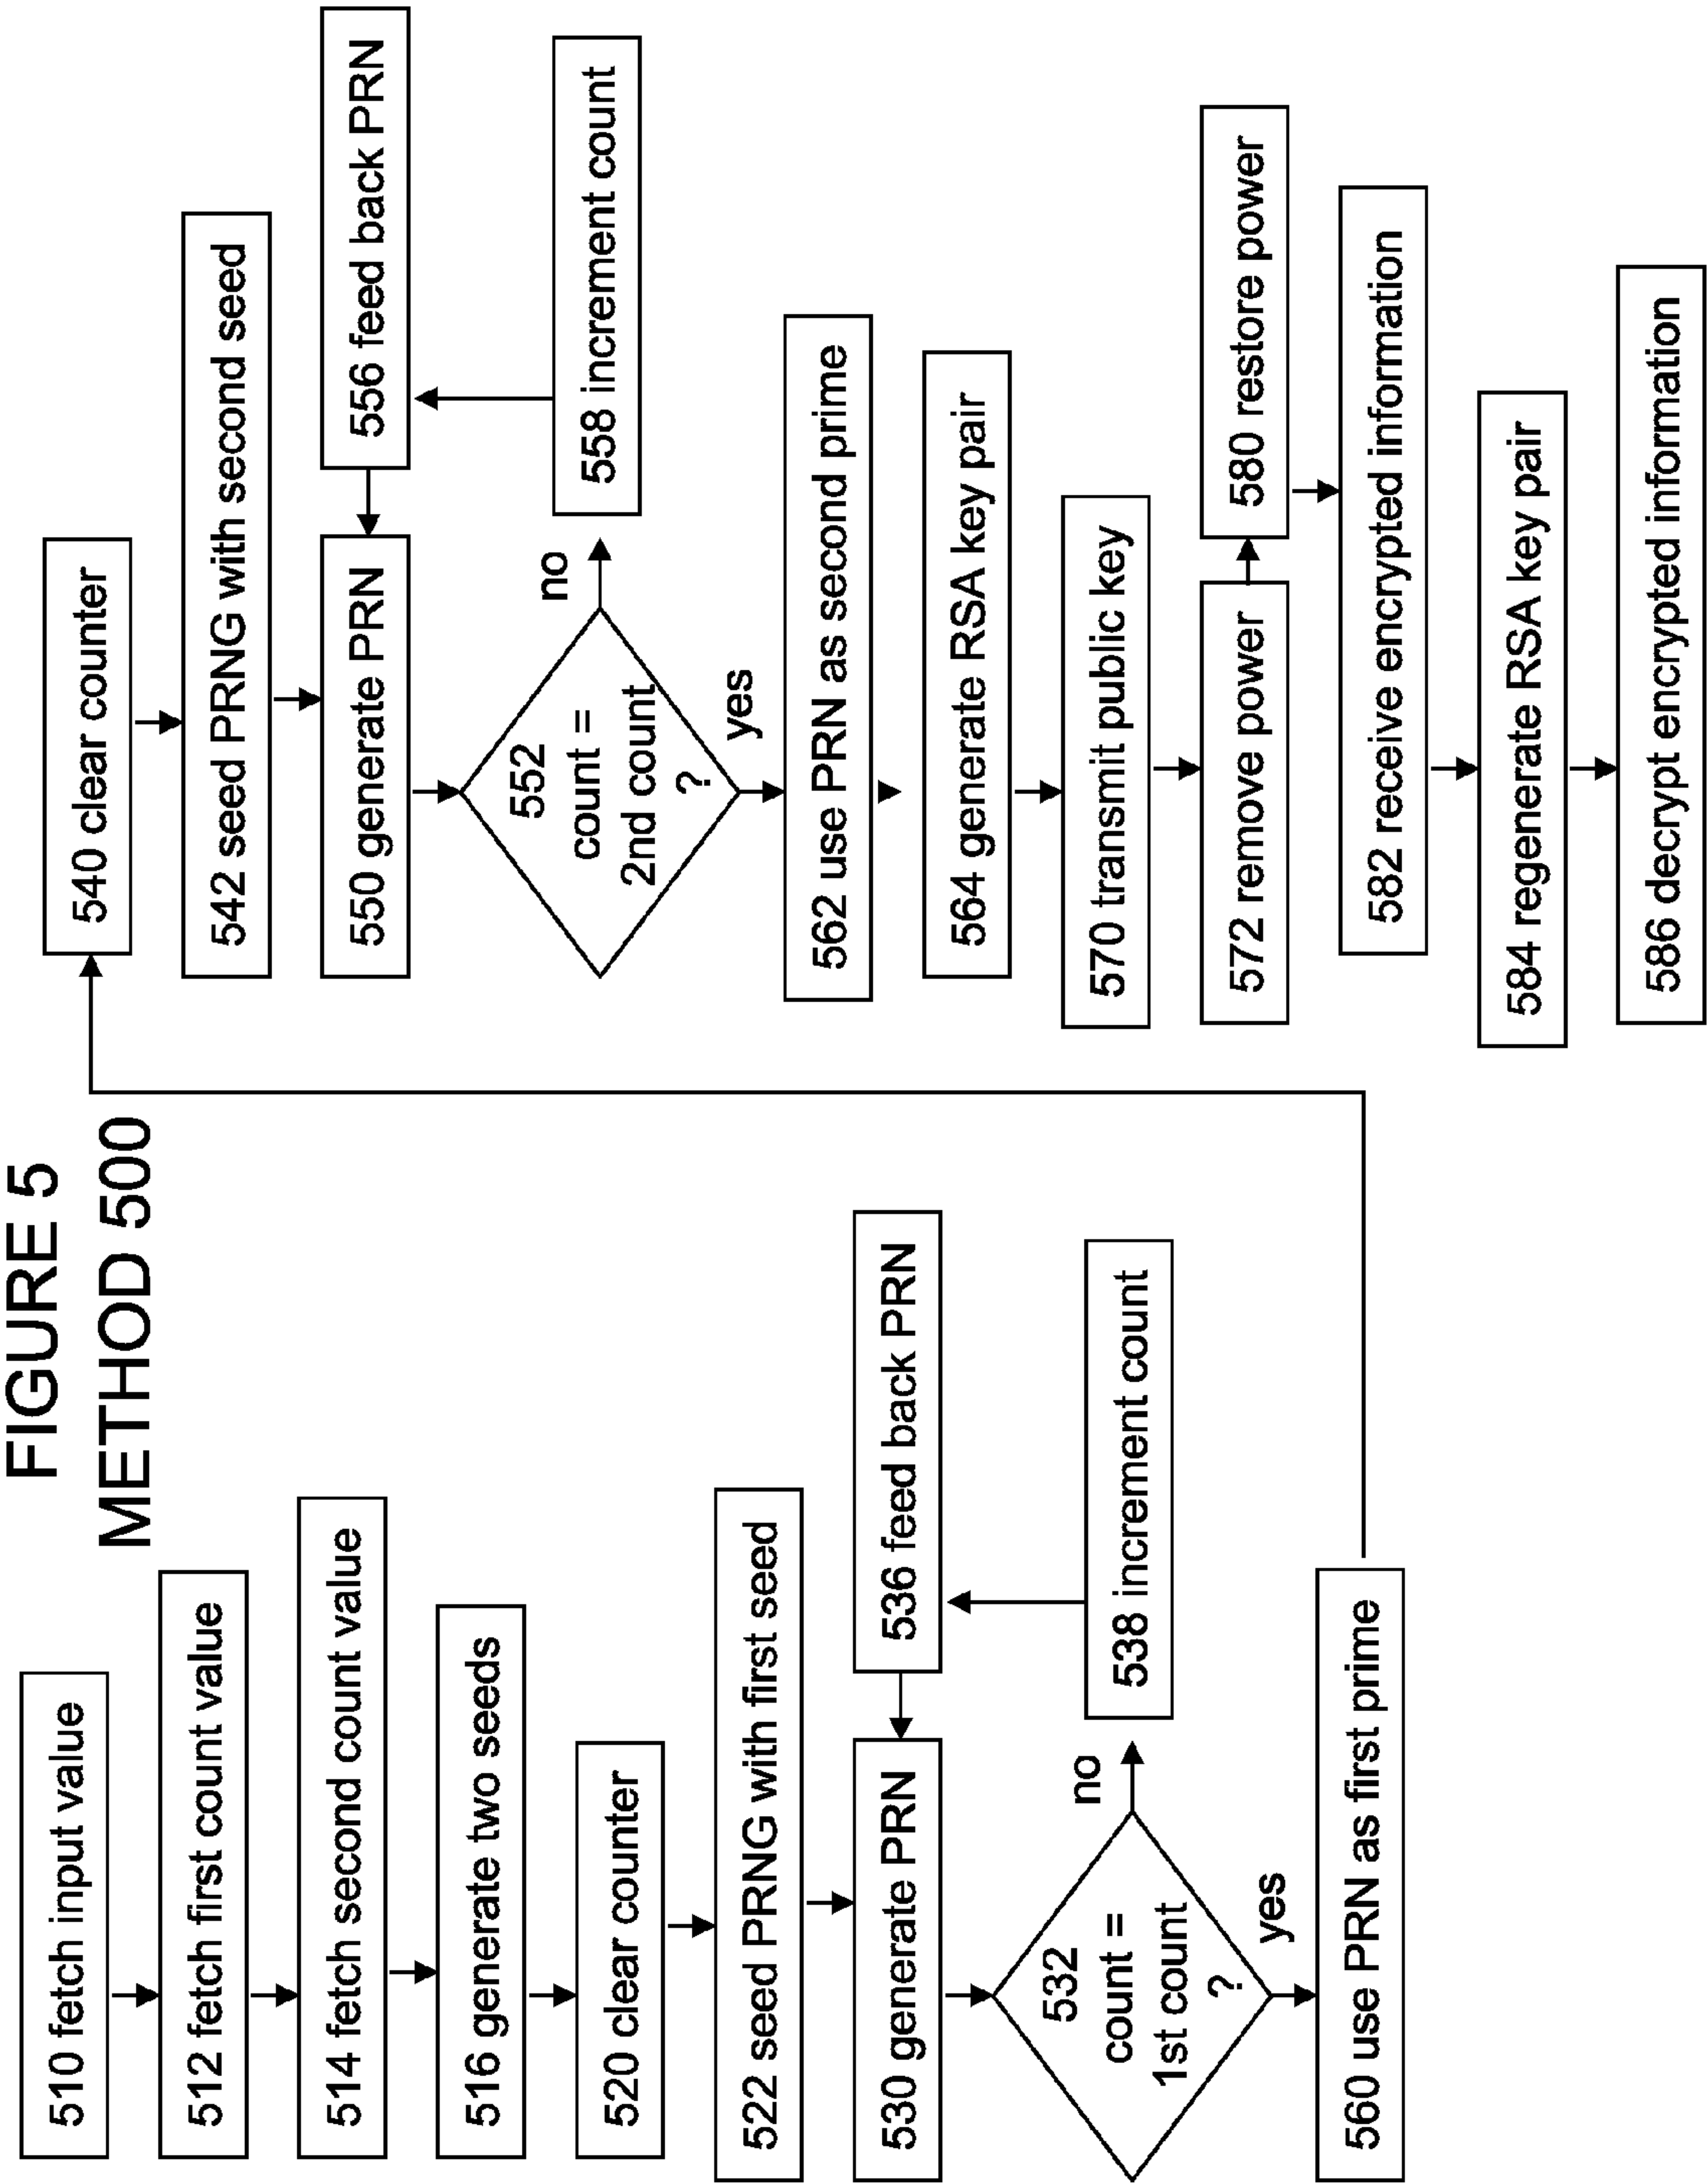 FIGURE 5
METHOD 500
510 fetch input value
512 fetch first count value
514 fetch second count value
516 generate two seeds
520 clear counter
522 seed PRNG with first seed
530 generate PRN
536 feed back PRN
532
count =
1st count
?
no
538 increment count
yes
560 use PRN as first prime
540 clear counter
542 seed PRNG with second seed
550 generate PRN
556 feed back PRN
552
count =
2nd count
?
no
558 increment count
yes
562 use PRN as second prime
564 generate RSA key pair
570 transmit public key
572 remove power
580 restore power
582 receive encrypted information
584 regenerate RSA key pair
586 decrypt encrypted information